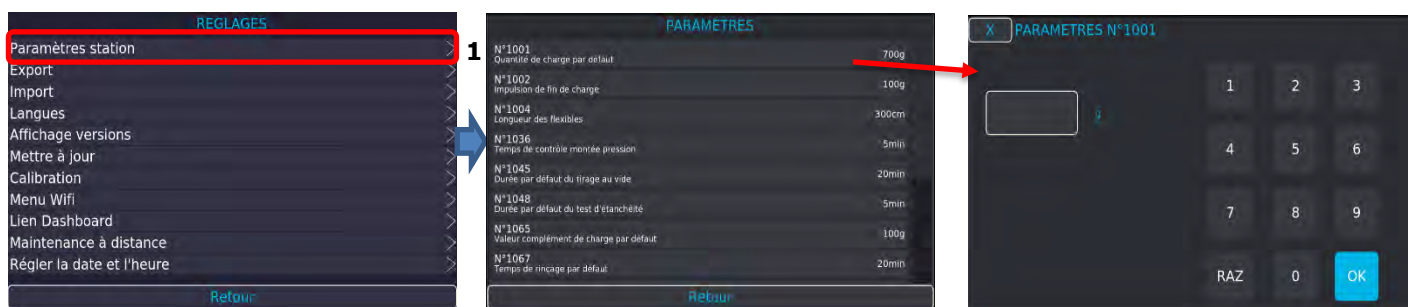 REGLAGES
Paramètres station
Export
Import
Langues
Affichage versions
Mettre à jour
Calibration
Menu Wifi
Lien Dashboard
Maintenance à distance
Régler la date et l'heure
Retour
1
PARAMETRES
N°1001
Quantité de charge par défaut
700g
N°1002
Impulsion de fin de charge
100g
N°1004
Longueur des flexibles
300cm
N°1036
Temps de contrôle montée pression
5min
N°1045
Durée par défaut du tirage au vide
20min
N°1048
Durée par défaut du test d'étanchéité
5min
N°1065
Valeur complément de charge par défaut
100g
N°1067
Temps de rinçage par défaut
20min
Retour
X PARAMETRES N°1001
g
1 2 3
4 5 6
7 8 9
RAZ 0 OK